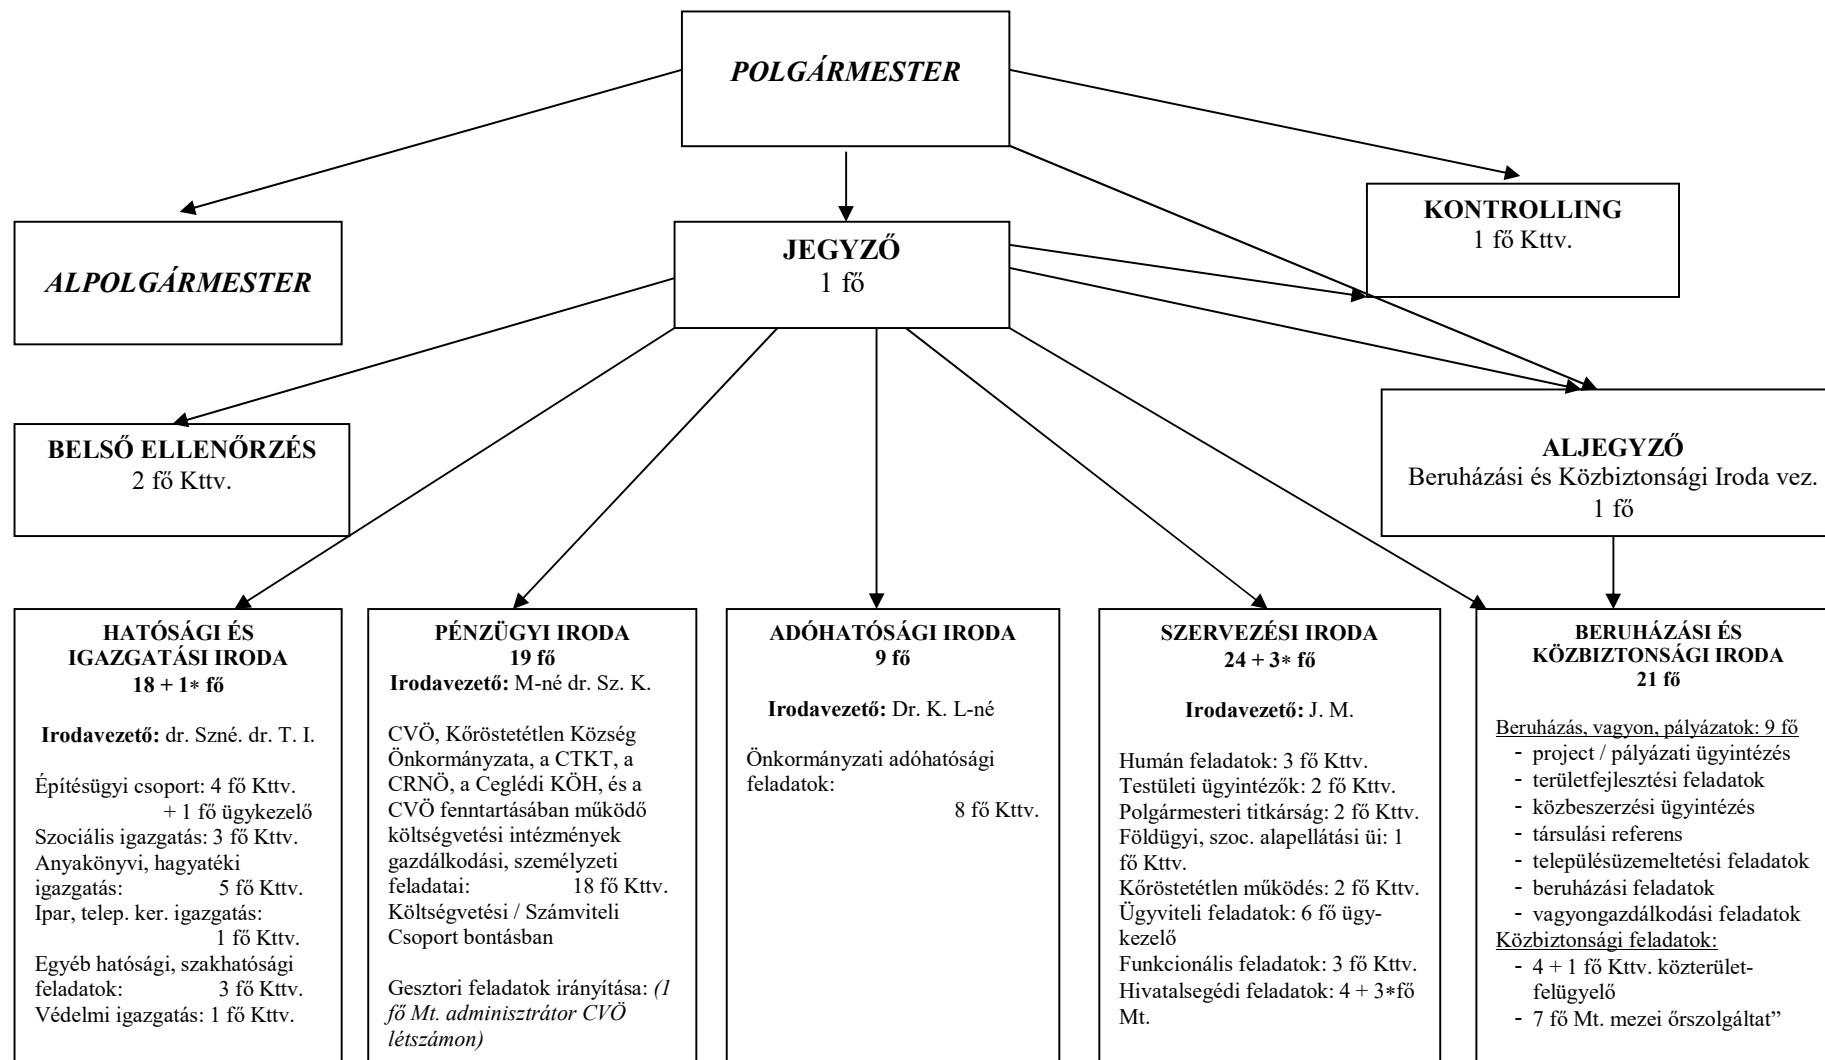 POLGÁRMESTER
KONTROLLING
1 fő Kttv.
ALPOLGÁRMESTER
JEGYZŐ
1 fő
BELSŐ ELLENŐRZÉS
2 fő Kttv.
ALJEGYZŐ
Beruházási és Közbiztonsági Iroda vez.
1 fő
HATÓSÁGI ÉS
IGAZGATÁSI IRODA
18 + 1* fő
Irodavezető: dr. Szné. dr. T. I.
Építésügyi csoport: 4 fő Kttv.
+ 1 fő ügykezelő
Szociális igazgatás: 3 fő Kttv.
Anyakönyvi, hagyatéki
igazgatás: 5 fő Kttv.
Ipar, telep. ker. igazgatás:
1 fő Kttv.
Egyéb hatósági, szakhatósági
feladatok: 3 fő Kttv.
Védelmi igazgatás: 1 fő Kttv.
PÉNZÜGYI IRODA
19 fő
Irodavezető: M-né dr. Sz. K.
CVÖ, Kőröstetétlen Község
Önkormányzata, a CTKT, a
CRNÖ, a Ceglédi KÖH, és a
CVÖ fenntartásában működő
költségvetési intézmények
gazdálkodási, személyzeti
feladatai: 18 fő Kttv.
Költségvetési / Számviteli
Csoport bontásban
Gesztori feladatok irányítása: (1
fő Mt. adminisztrátor CVÖ
létszámon)
ADÓHATÓSÁGI IRODA
9 fő
Irodavezető: Dr. K. L-né
Önkormányzati adóhatósági
feladatok:
8 fő Kttv.
SZERVEZÉSI IRODA
24 + 3* fő
Irodavezető: J. M.
Humán feladatok: 3 fő Kttv.
Testületi ügyintézők: 2 fő Kttv.
Polgármesteri titkárság: 2 fő Kttv.
Földügyi, szoc. alapellátási üi: 1
fő Kttv.
Kőröstetétlen működés: 2 fő Kttv.
Ügyviteli feladatok: 6 fő ügy-
kezelő
Funkcionális feladatok: 3 fő Kttv.
Hivatalsegédi feladatok: 4 + 3*fő
Mt.
BERUHÁZÁSI ÉS
KÖZBIZTONSÁGI IRODA
21 fő
Beruházás, vagyon, pályázatok: 9 fő
- project / pályázati ügyintézés
- területfejlesztési feladatok
- közbeszerzési ügyintézés
- társulási referens
- településüzemeltetési feladatok
- beruházási feladatok
- vagyongazdálkodási feladatok
Közbiztonsági feladatok:
- 4 + 1 fő Kttv. közterület-
felügyelő
- 7 fő Mt. mezei őrszolgáltat”